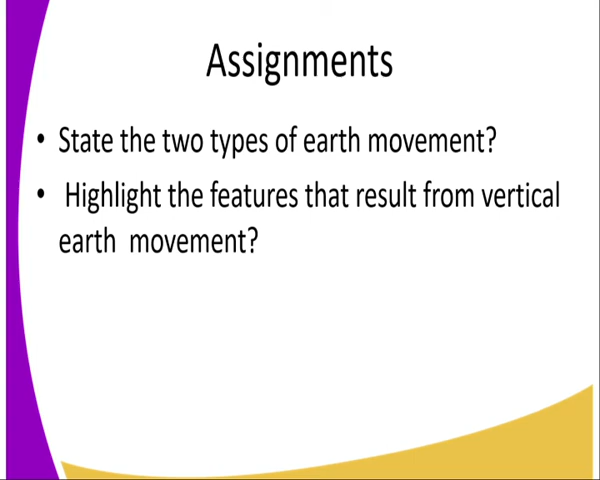 Assignments
• State the two types of earth movement?
• Highlight the features that result from vertical
earth movement?